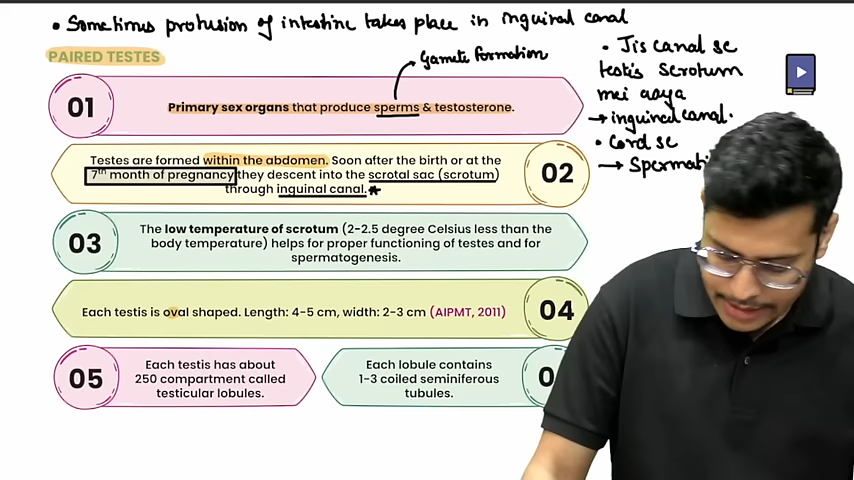 • Sometimes protusion of intestine takes place in inguinal canal
PAIRED TESTES
Gamete formation
• Jis canal se
testis scrotum
mei aaya
→ inguinal canal.
• Cord se
→
01
Primary sex organs that produce sperms & testosterone.
Testes are formed within the abdomen. Soon after the birth or at the
7th month of pregnancy they descent into the scrotal sac (scrotum)
through inguinal canal.*
02
03
The low temperature of scrotum (2-2.5 degree Celsius less than the
body temperature) helps for proper functioning of testes and for
spermatogenesis.
Each testis is oval shaped. Length: 4-5 cm, width: 2-3 cm (AIPMT, 2011)
04
05
Each testis has about
250 compartment called
testicular lobules.
Each lobule contains
1-3 coiled seminiferous
tubules.
0